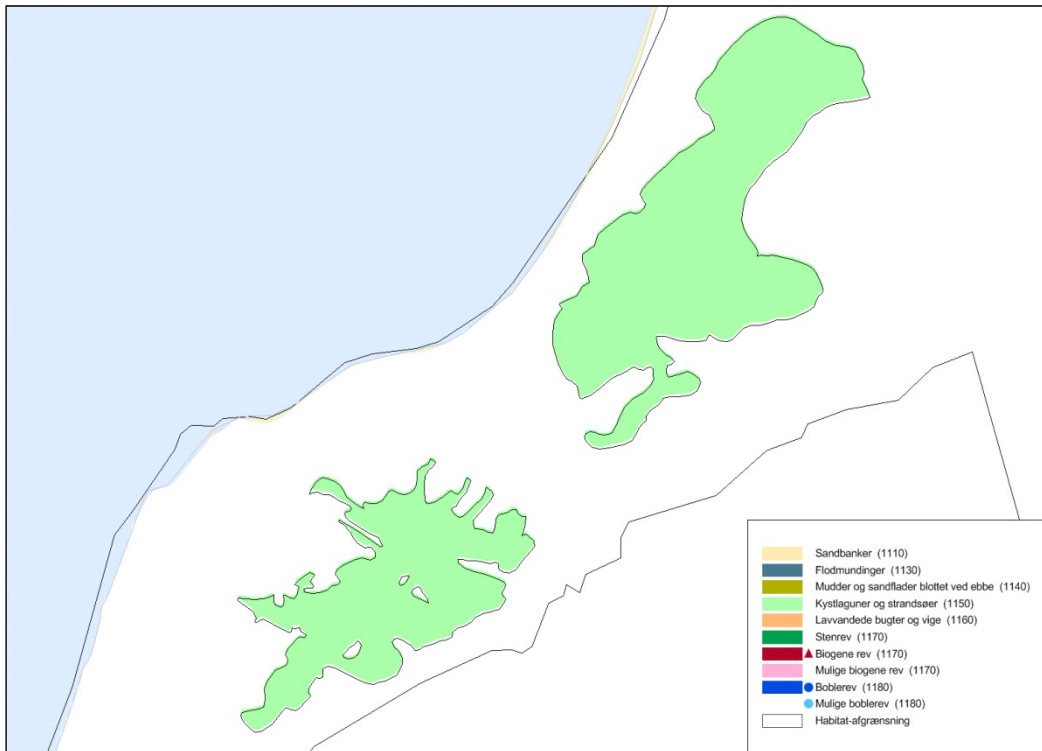 Sandbanker (1110)
Flodmundinger (1130)
Mudder og sandflader blottet ved ebbe (1140)
Kystlaguner og strandsøer (1150)
Lavvandede bugter og vige (1160)
Stenrev (1170)
Biogene rev (1170)
Mulige biogene rev (1170)
Boblerev (1180)
Mulige boblerev (1180)
Habitat-afgrænsning